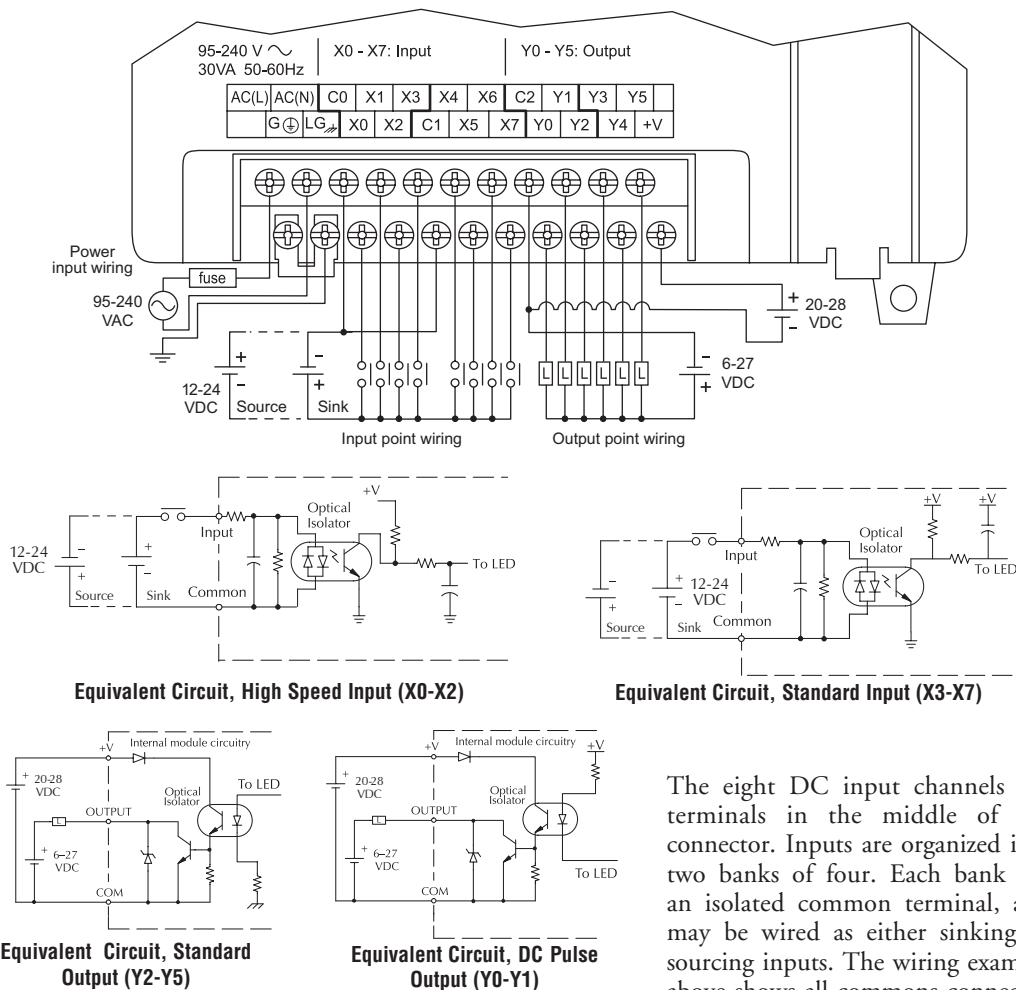 95-240 V
30VA 50-60Hz
X0 - X7: Input
Y0 - Y5: Output
AC(L) AC(N) C0 X1 X3 X4 X6 C2 Y1 Y3 Y5
G LG X0 X2 C1 X5 X7 Y0 Y2 Y4 +V
Power
input wiring
fuse
95-240
VAC
+ 20-28
- VDC
+
-
12-24
VDC
Source
-
+
Sink
L L L L L L
- 6-27
+ VDC
Input point wiring
Output point wiring
12-24
VDC
-
+
Source
+
-
Sink
Input
Common
Optical
Isolator
+V
To LED
Equivalent Circuit, High Speed Input (X0-X2)
-
+
Source
+ 12-24
- VDC
Sink
Input
Common
Optical
Isolator
+V
+V
To LED
Equivalent Circuit, Standard Input (X3-X7)
+V
Internal module circuitry
+ 20-28
VDC
OUTPUT
L
Optical
Isolator
To LED
+ 6–27
VDC
COM
Equivalent Circuit, Standard
Output (Y2-Y5)
+V
Internal module circuitry
+V
+ 20-28
VDC
OUTPUT
L
Optical
Isolator
+ 6–27
VDC
To LED
COM
Equivalent Circuit, DC Pulse
Output (Y0-Y1)
The eight DC input channels
terminals in the middle of
connector. Inputs are organized i
two banks of four. Each bank
an isolated common terminal, a
may be wired as either sinking
sourcing inputs. The wiring exam
above shows all commons connec